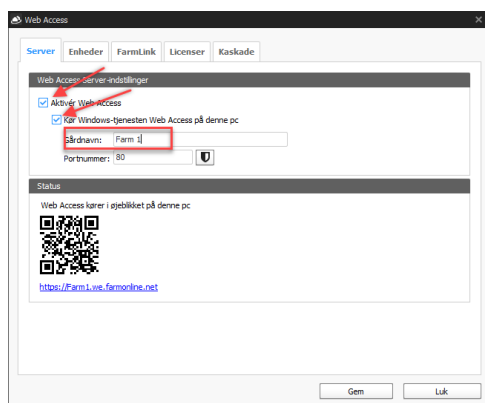 Web Access
Server Enheder FarmLink Licenser Kaskade
Web Access Server-indstillinger
Aktivér Web Access
Kør Windows-tjenesten Web Access på denne pc
Gårdnavn: Farm 1
Portnummer: 80
Status
Web Access kører i øjeblikket på denne pc
https://Farm1.we.farmonline.net
Gem Luk